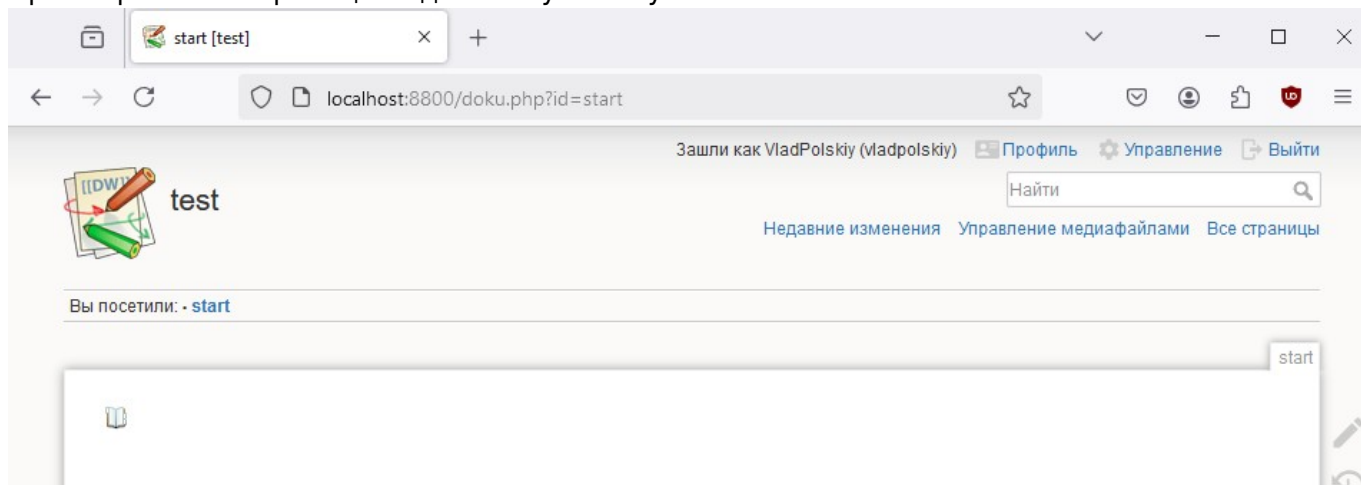 start [test]
localhost:8800/doku.php?id=start
Зашли как VladPolskiy (vladpolskiy) Профиль Управление Выйти
[[DW]]
test
Найти
Недавние изменения Управление медиафайлами Все страницы
Вы посетили: • start
start